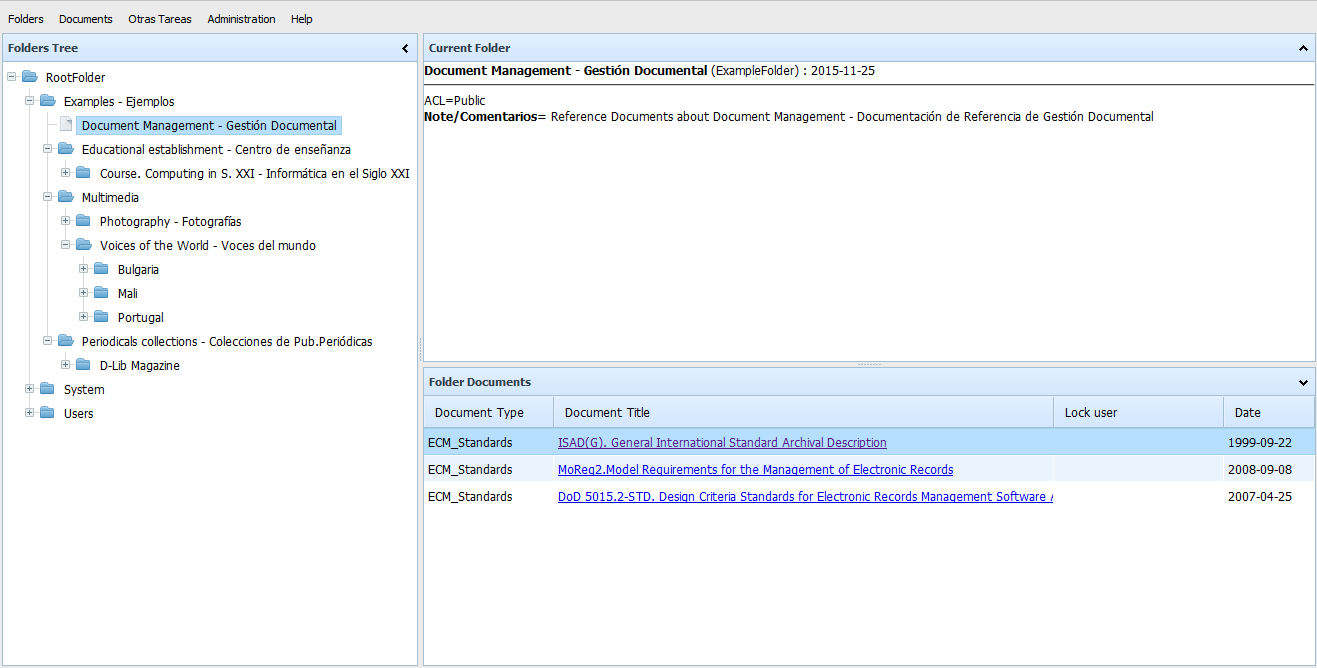 Folders Documents Otras Tareas Administration Help
Folders Tree
RootFolder
Examples - Ejemplos
Document Management - Gestión Documental
Educational establishment - Centro de enseñanza
Course. Computing in S. XXI - Informática en el Siglo XXI
Multimedia
Photography - Fotografías
Voices of the World - Voces del mundo
Bulgaria
Mali
Portugal
Periodicals collections - Colecciones de Pub.Periódicas
D-Lib Magazine
System
Users
Current Folder
Document Management - Gestión Documental (ExampleFolder) : 2015-11-25
ACL=Public
Note/Comentarios= Reference Documents about Document Management - Documentación de Referencia de Gestión Documental
Folder Documents
Document Type Document Title Lock user Date
ECM_Standards ISAD(G). General International Standard Archival Description 1999-09-22
ECM_Standards MoReq2.Model Requirements for the Management of Electronic Records 2008-09-08
ECM_Standards DoD 5015.2-STD. Design Criteria Standards for Electronic Records Management Software 2007-04-25